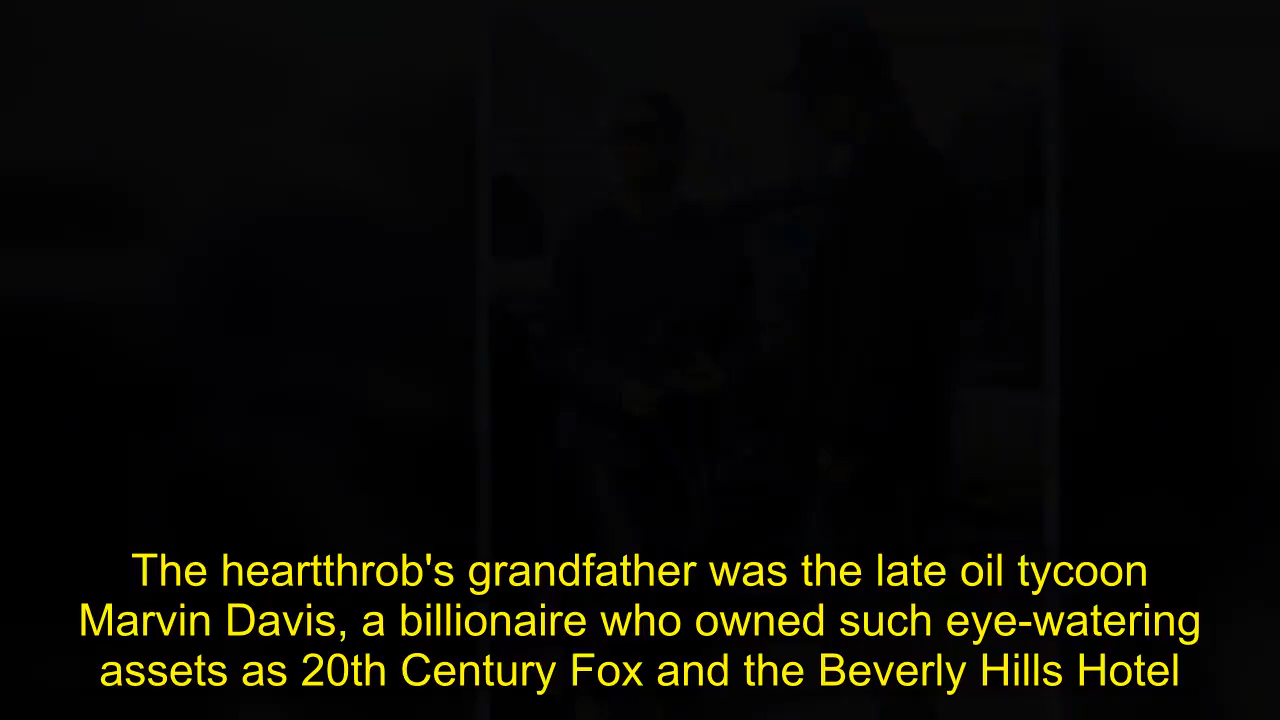 The heartthrob's grandfather was the late oil tycoon
Marvin Davis, a billionaire who owned such eye-watering
assets as 20th Century Fox and the Beverly Hills Hotel